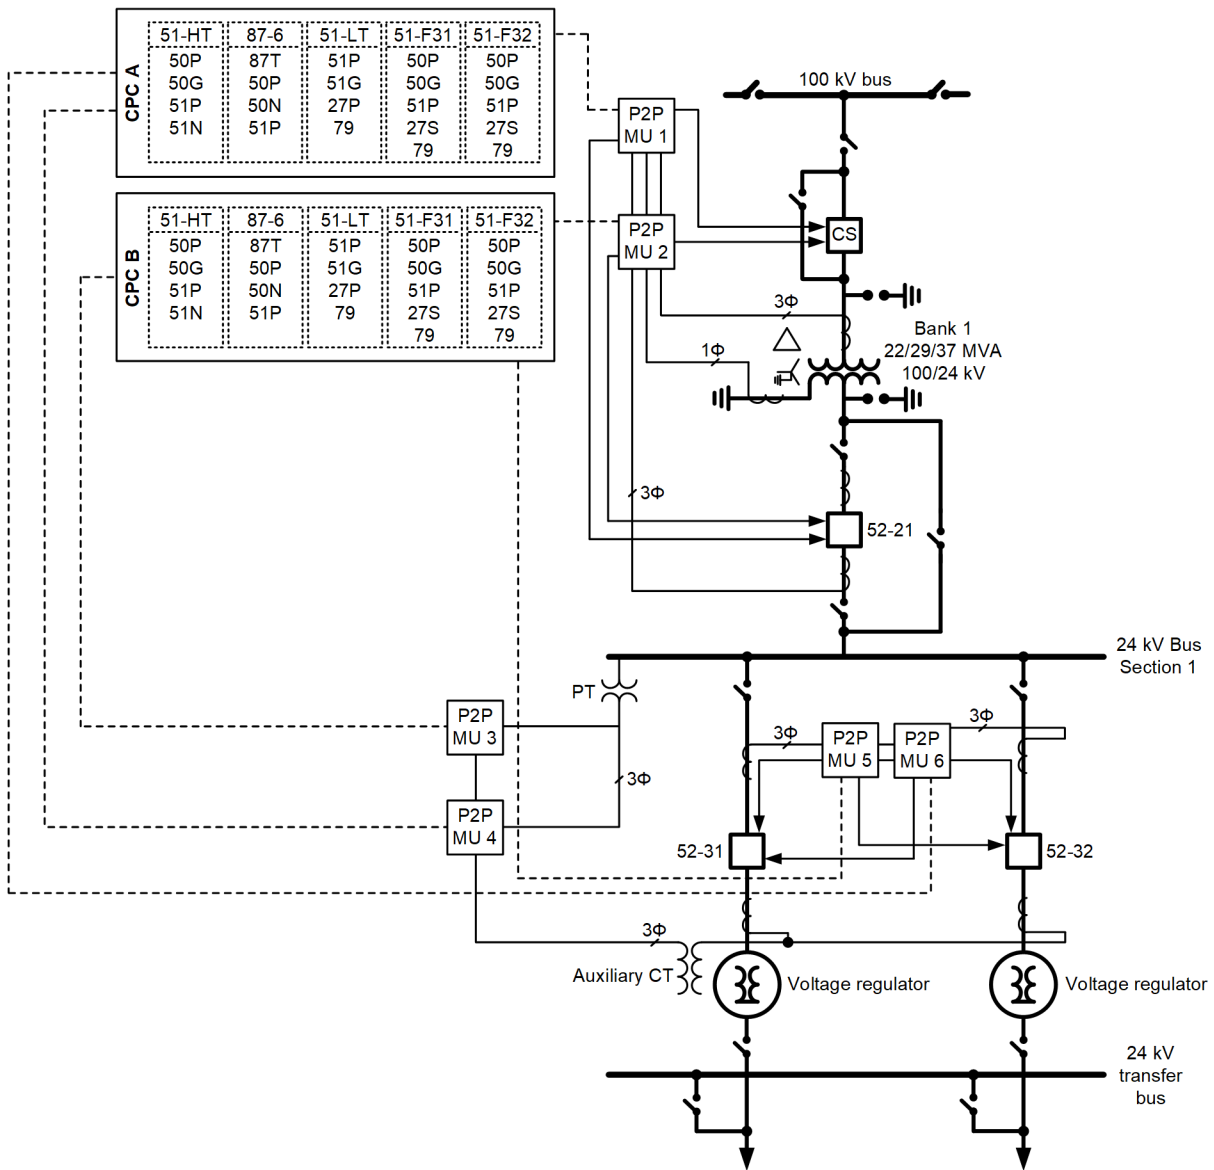 CPC A
51-HT 87-6 51-LT 51-F31 51-F32
50P 87T 51P 50P 50P
50G 50P 51G 50G 50G
51P 50N 27P 51P 51P
51N 51P 79 27S 27S
79 79
CPC B
51-HT 87-6 51-LT 51-F31 51-F32
50P 87T 51P 50P 50P
50G 50P 51G 50G 50G
51P 50N 27P 51P 51P
51N 51P 79 27S 27S
79 79
100 kV bus
P2P
MU 1
P2P
MU 2
CS
3Φ
1Φ
Bank 1
22/29/37 MVA
100/24 kV
3Φ
52-21
24 kV Bus
Section 1
PT
P2P
MU 3
3Φ
P2P
MU 4
3Φ
P2P
MU 5
P2P
MU 6
3Φ
52-31
52-32
3Φ
Auxiliary CT
Voltage regulator
Voltage regulator
24 kV
transfer
bus